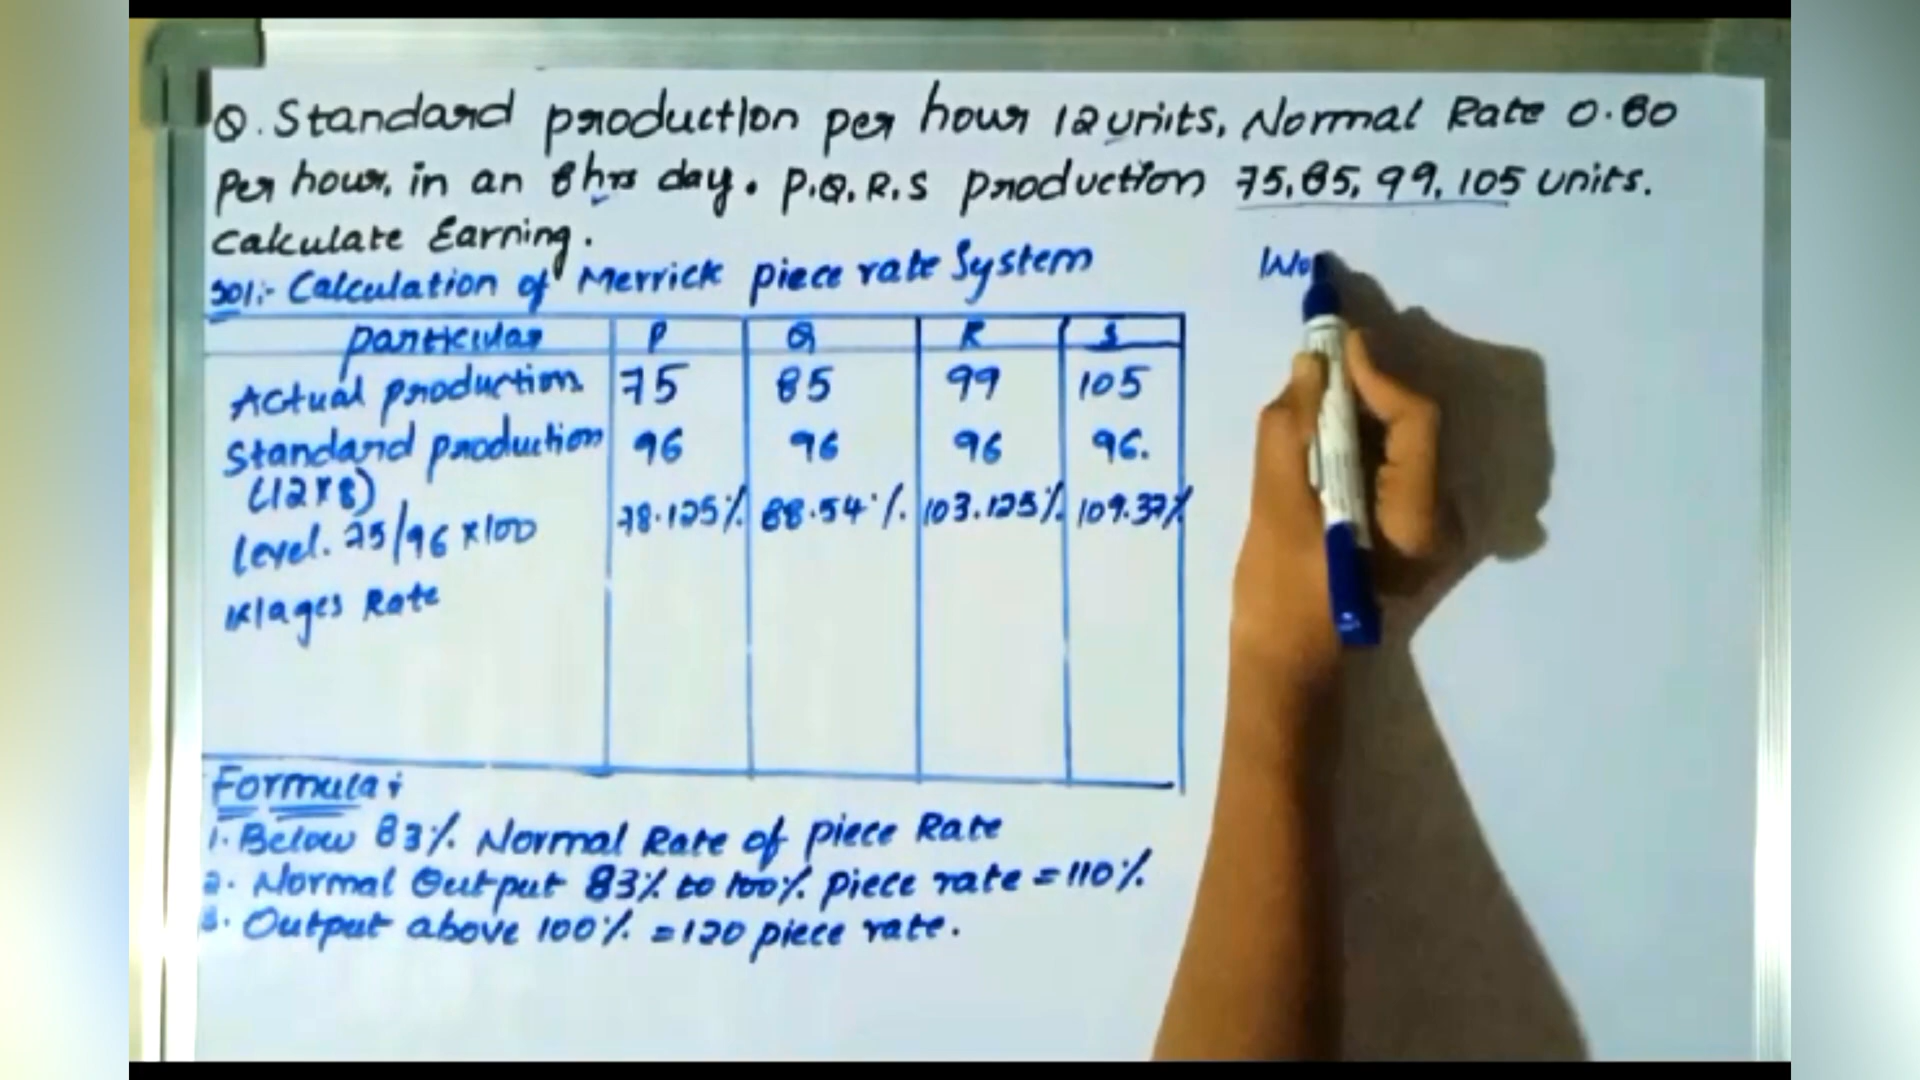 Q. Standard production per hour 12 units, Normal Rate 0.60
Per hour, in an 8hrs day. P.Q.R.S production 75,85,99,105 units.
Calculate Earning.
Sol:- Calculation of Merrick piece rate System
Wo
particular P Q R S
Actual production 75 85 99 105
Standard production 96 96 96 96.
(12x8)
Level. 75/96 x100 78.125% 88.54% 103.125% 109.37%
Wages Rate
Formula:
1. Below 83% Normal Rate of Piece Rate
2. Normal Output 83% to 100% piece rate = 110%
3. Output above 100% = 120 piece rate.